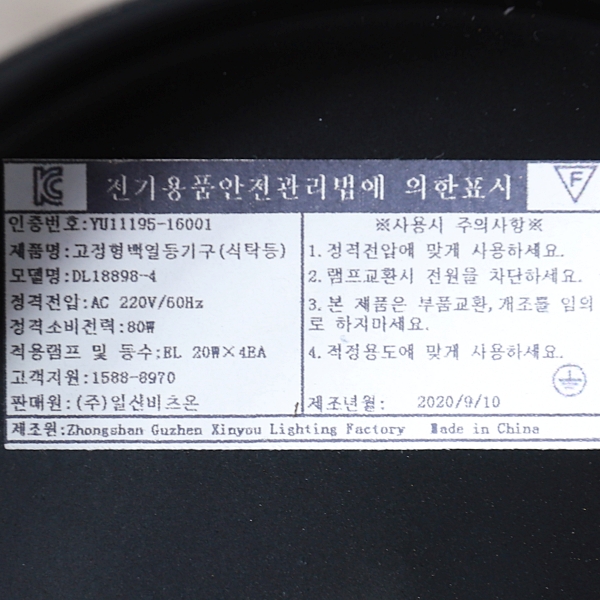 KC 전기용품안전관리법에 의한표시 F
인증번호:YU11195-16001
제품명:고정형백열등기구(식탁등)
모델명:DL18898-4
정격전압:AC 220V/60Hz
정격소비전력:80W
적용램프 및 등수:EL 20W×4EA
고객지원:1588-8970
판매원:(주)일산비츠온
※사용시 주의사항※
1.정격전압에 맞게 사용하세요.
2.램프교환시 전원을 차단하세요.
3.본 제품은 부품교환,개조를 임의
로 하지마세요.
4.적정용도에 맞게 사용하세요.
제조년월: 2020/9/10
제조원:Zhongshan Guzhen Xinyou Lighting Factory Made in China